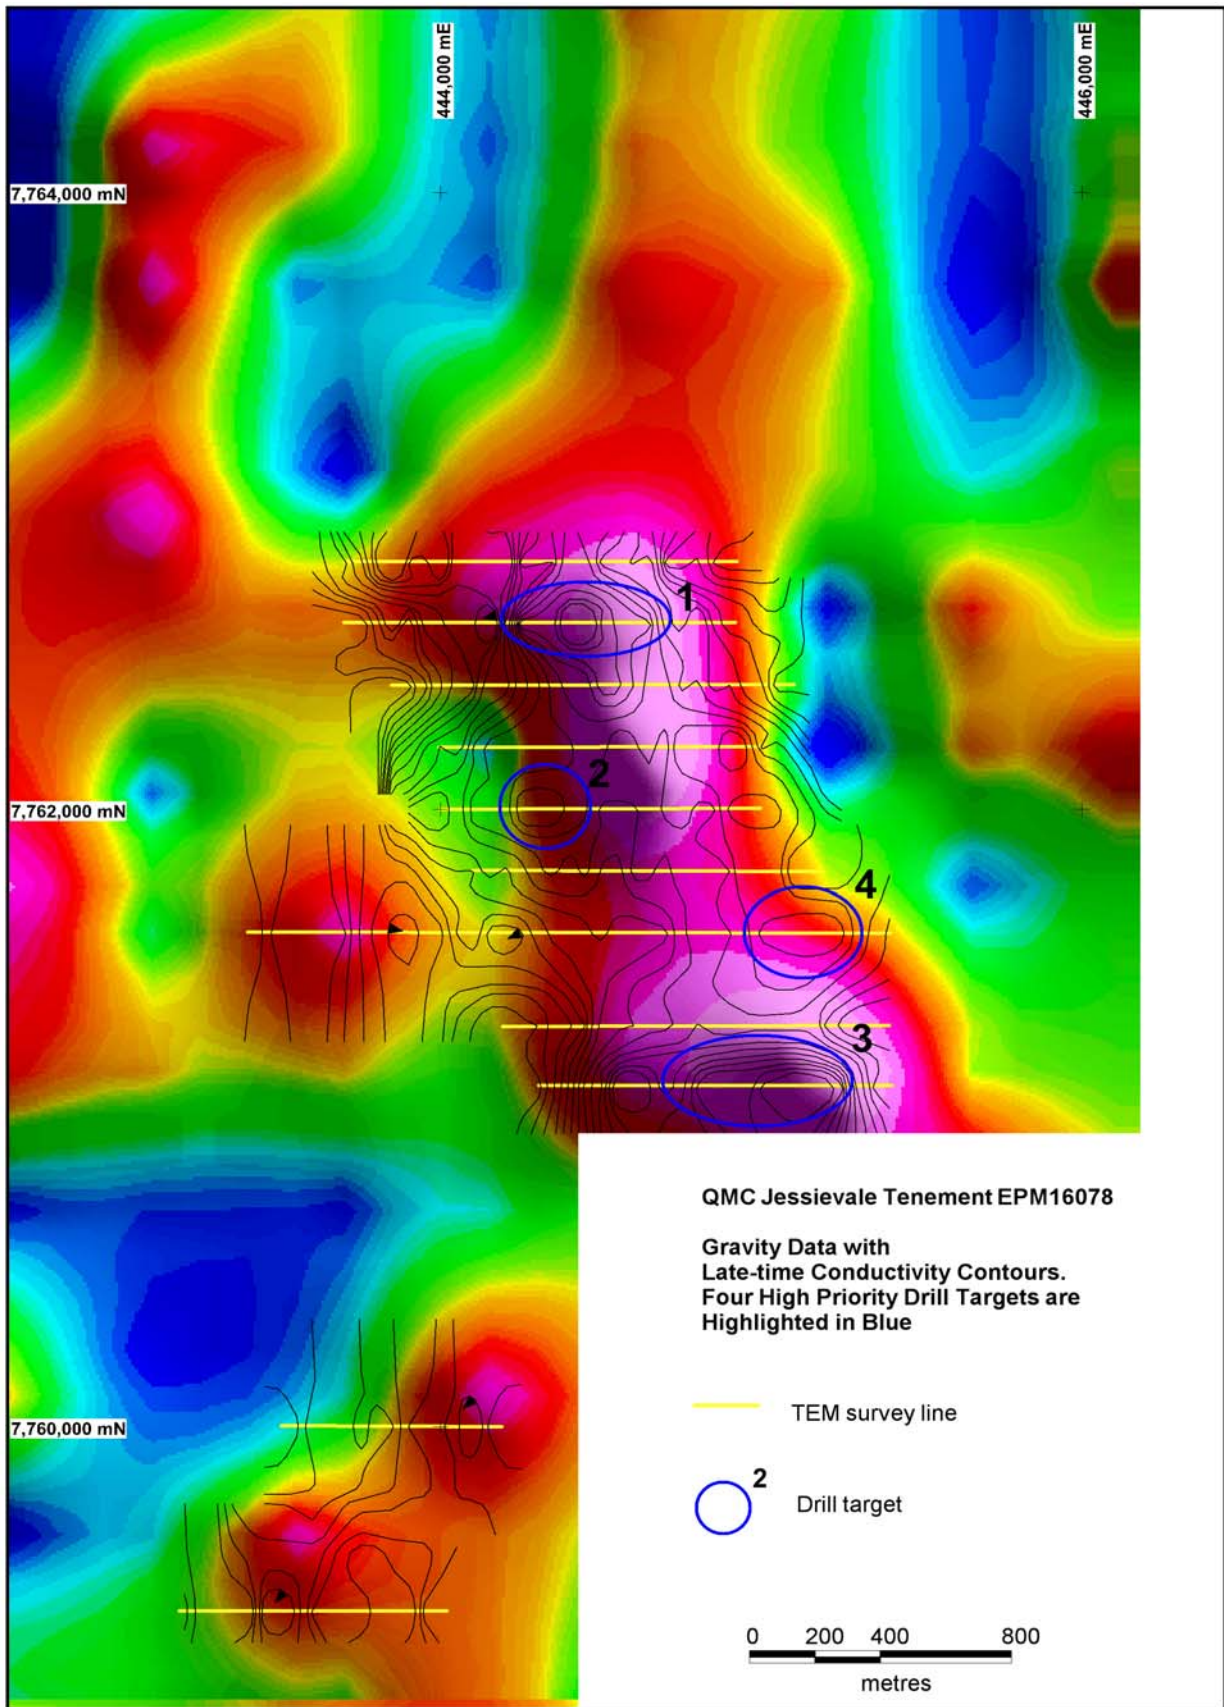 444,000 mE
446,000 mE
7,764,000 mN
1
2
7,762,000 mN
4
3
QMC Jessievale Tenement EPM16078
Gravity Data with
Late-time Conductivity Contours.
Four High Priority Drill Targets are
Highlighted in Blue
TEM survey line
7,760,000 mN
2
Drill target
0 200 400 800
metres